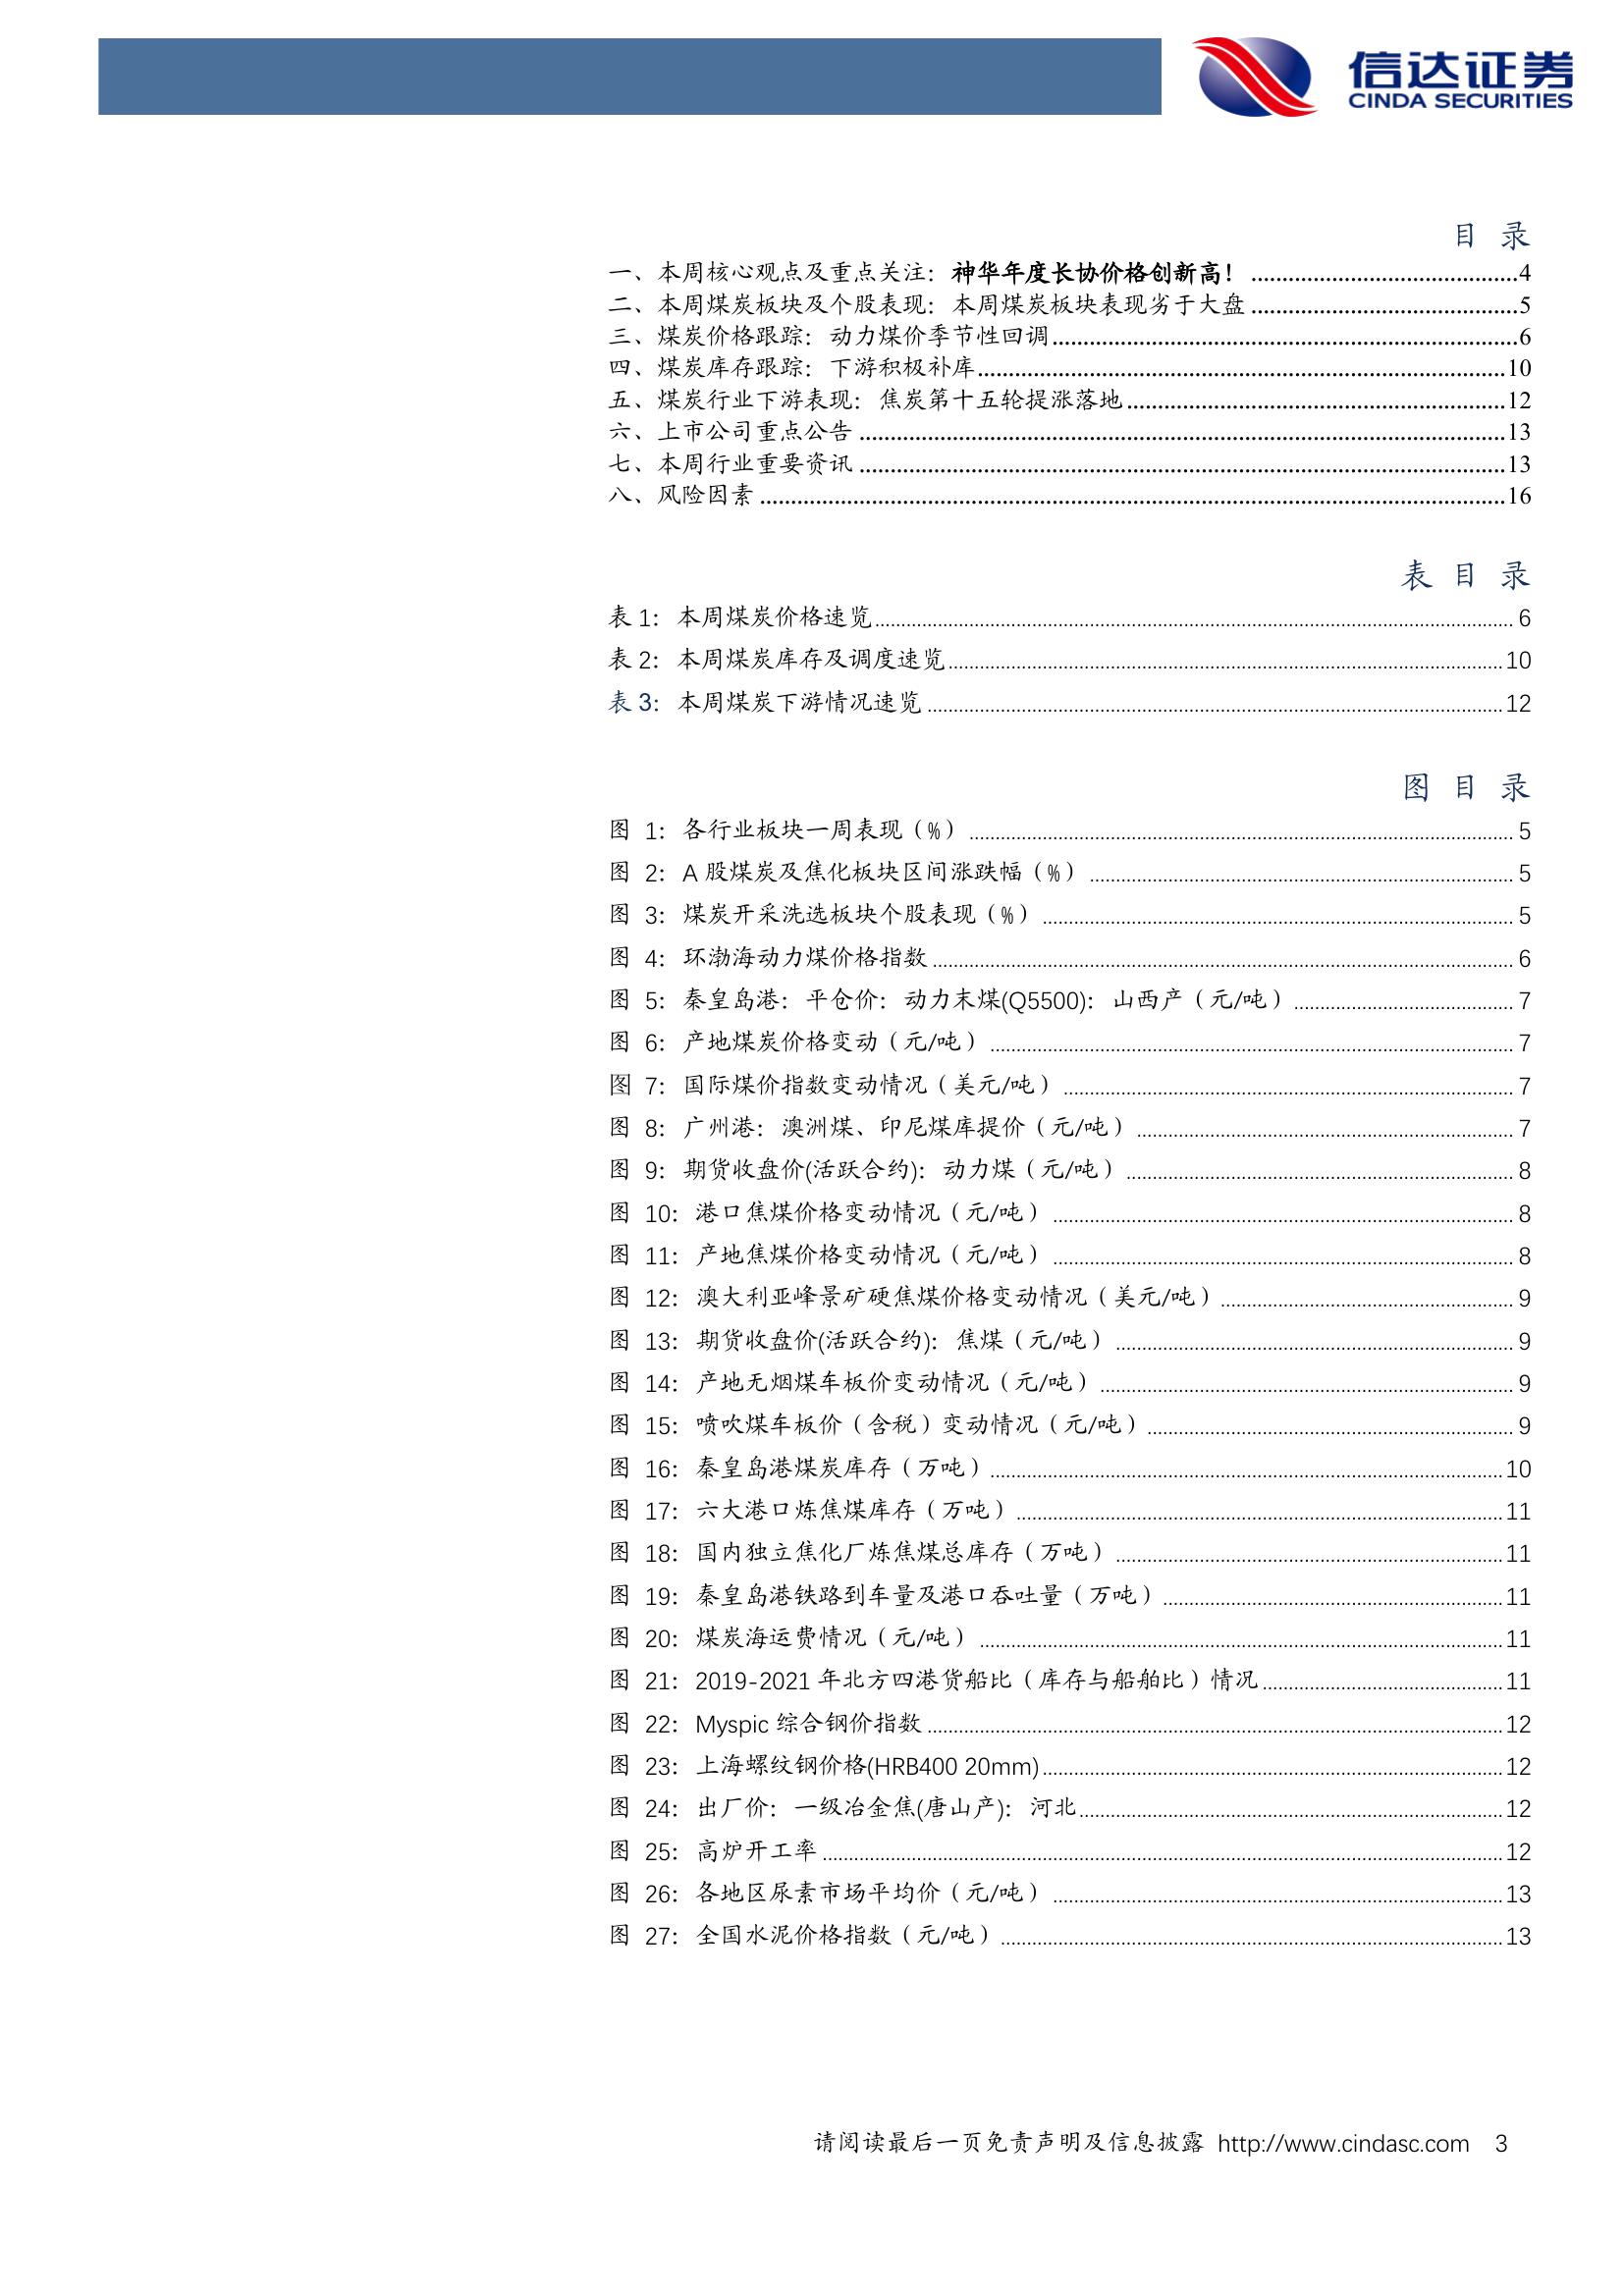 信达证券
CINDA SECURITIES
目 录
一、本周核心观点及重点关注：神华年度长协价格创新高！ ........................................4
二、本周煤炭板块及个股表现：本周煤炭板块表现劣于大盘 ........................................5
三、煤炭价格跟踪：动力煤价季节性回调........................................6
四、煤炭库存跟踪：下游积极补库........................................10
五、煤炭行业下游表现：焦炭第十五轮提涨落地........................................12
六、上市公司重点公告 ........................................13
七、本周行业重要资讯 ........................................13
八、风险因素 ........................................16
表 目 录
表 1：本周煤炭价格速览........................................ 6
表 2：本周煤炭库存及调度速览........................................10
表 3：本周煤炭下游情况速览 ........................................12
图 目 录
图 1：各行业板块一周表现（%） ........................................ 5
图 2：A 股煤炭及焦化板块区间涨跌幅（%） ........................................ 5
图 3：煤炭开采洗选板块个股表现（%） ........................................ 5
图 4：环渤海动力煤价格指数 ........................................ 6
图 5：秦皇岛港：平仓价：动力末煤(Q5500)：山西产（元/吨） ........................................ 7
图 6：产地煤炭价格变动（元/吨） ........................................ 7
图 7：国际煤价指数变动情况（美元/吨） ........................................ 7
图 8：广州港：澳洲煤、印尼煤库提价（元/吨） ........................................ 7
图 9：期货收盘价(活跃合约)：动力煤（元/吨） ........................................ 8
图 10：港口焦煤价格变动情况（元/吨） ........................................ 8
图 11：产地焦煤价格变动情况（元/吨） ........................................ 8
图 12：澳大利亚峰景矿硬焦煤价格变动情况（美元/吨） ........................................ 9
图 13：期货收盘价(活跃合约)：焦煤（元/吨） ........................................ 9
图 14：产地无烟煤车板价变动情况（元/吨） ........................................ 9
图 15：喷吹煤车板价（含税）变动情况（元/吨） ........................................ 9
图 16：秦皇岛港煤炭库存（万吨） ........................................10
图 17：六大港口炼焦煤库存（万吨） ........................................11
图 18：国内独立焦化厂炼焦煤总库存（万吨） ........................................11
图 19：秦皇岛港铁路到车量及港口吞吐量（万吨） ........................................11
图 20：煤炭海运费情况（元/吨） ........................................11
图 21：2019-2021 年北方四港货船比（库存与船舶比）情况 ........................................11
图 22：Myspic 综合钢价指数 ........................................12
图 23：上海螺纹钢价格(HRB400 20mm)........................................12
图 24：出厂价：一级冶金焦(唐山产)：河北........................................12
图 25：高炉开工率 ........................................12
图 26：各地区尿素市场平均价（元/吨） ........................................13
图 27：全国水泥价格指数（元/吨） ........................................13
请阅读最后一页免责声明及信息披露 http://www.cindasc.com 3